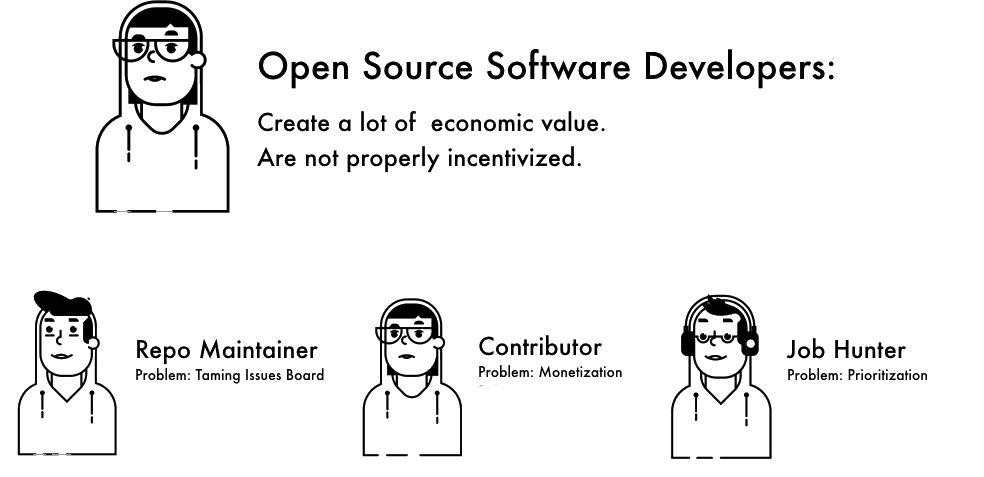 Open Source Software Developers:
Create a lot of  economic value.
Are not properly incentivized.
Repo Maintainer
Problem: Taming Issues Board
Contributor
Problem: Monetization
Job Hunter
Problem: Prioritization